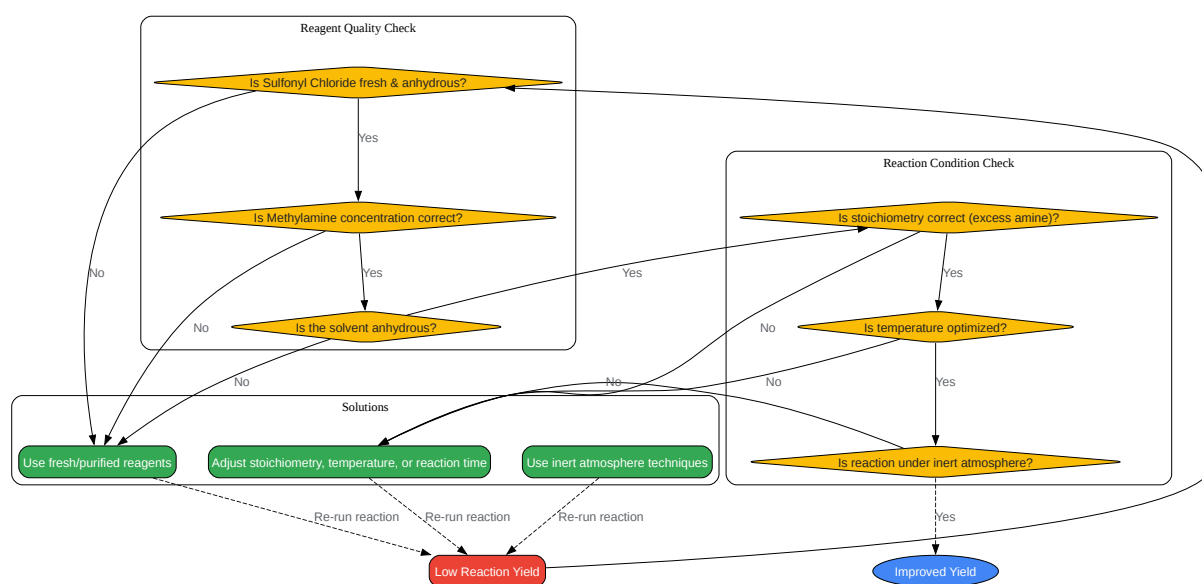 Reagent Quality Check
Is Sulfonyl Chloride fresh & anhydrous?
Yes
Reaction Condition Check
Is Methylamine concentration correct?
Is stoichiometry correct (excess amine)?
No
Yes
Yes
Yes
Is the solvent anhydrous?
Is temperature optimized?
No
No
No
No
No
Yes
Solutions
Use fresh/purified reagents
Adjust stoichiometry, temperature, or reaction time
Use inert atmosphere techniques
Is reaction under inert atmosphere?
Re-run reaction
Re-run reaction
Re-run reaction
Yes
Low Reaction Yield
Improved Yield